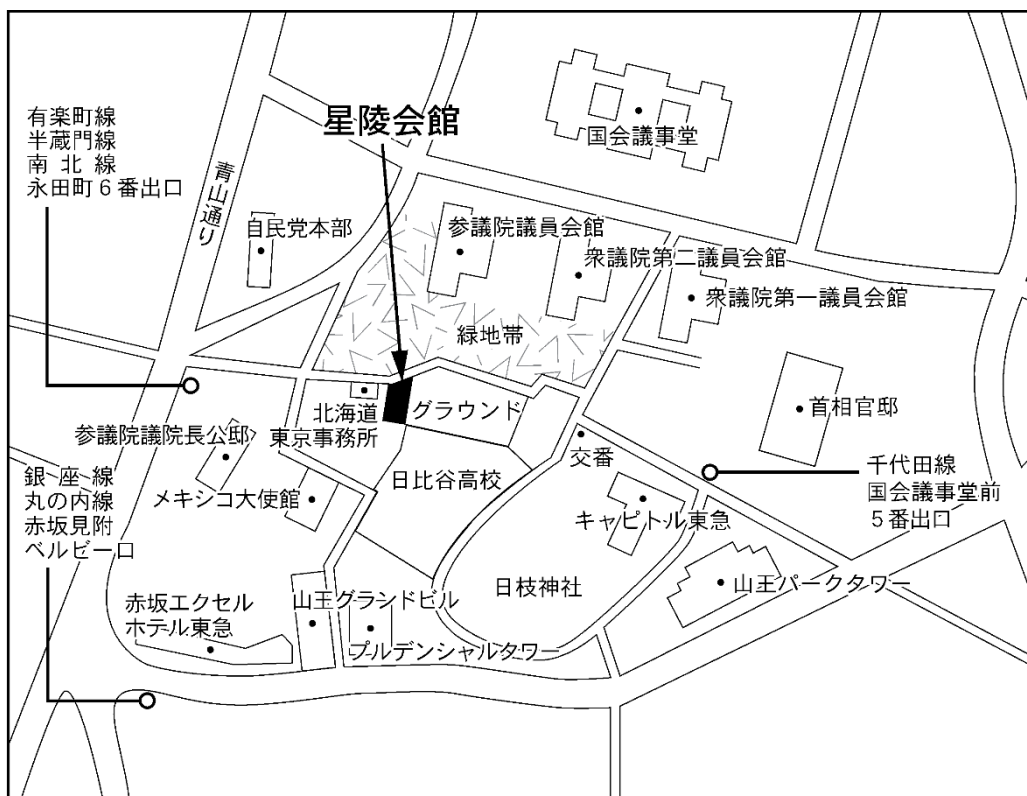 星陵会館
国会議事堂
有楽町線
半蔵門線
南北線
永田町６番出口
青山通り
自民党本部
参議院議員会館
衆議院第二議員会館
衆議院第一議員会館
緑地帯
首相官邸
北海道
東京事務所
グラウンド
参議院議院長公邸
交番
日比谷高校
メキシコ大使館
キャピトル東急
千代田線
国会議事堂前
５番出口
銀座線
丸の内線
赤坂見附
ベルビー口
日枝神社
山王パークタワー
赤坂エクセル
ホテル東急
山王グランドビル
プルデンシャルタワー